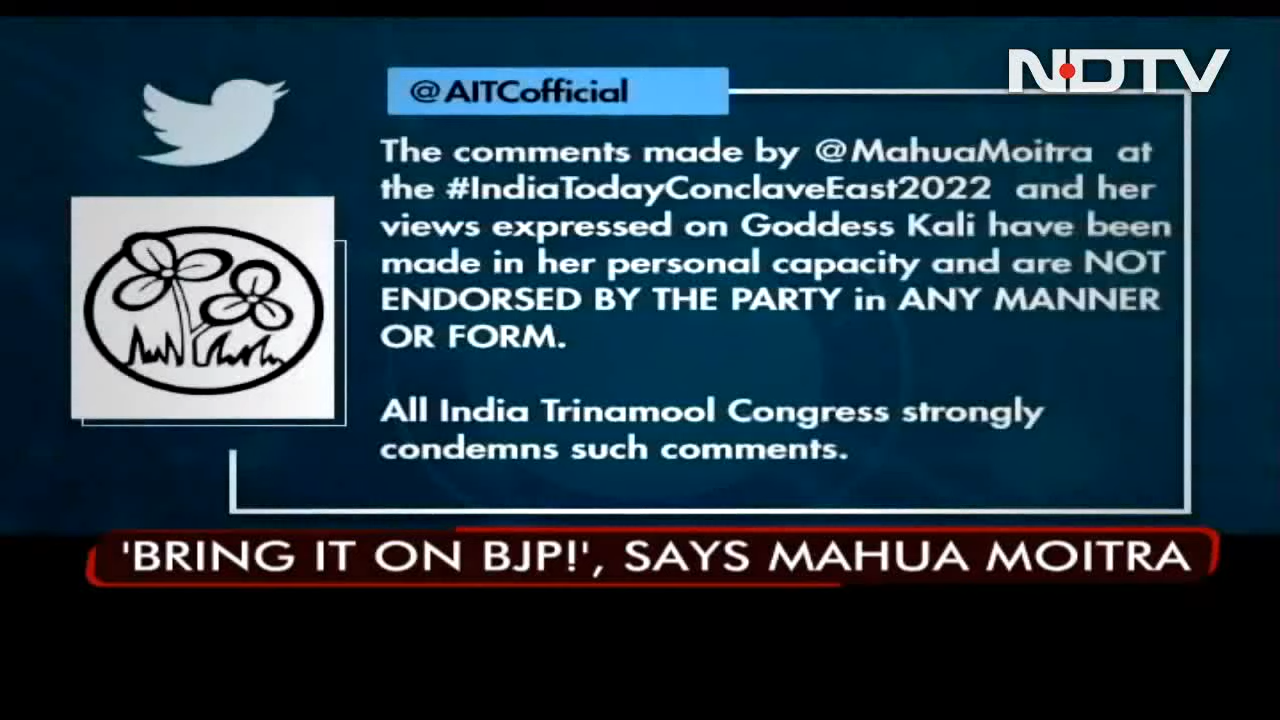 NDTV
@AITCofficial
The comments made by @MahuaMoitra at
the #IndiaTodayConclaveEast2022 and her
views expressed on Goddess Kali have been
made in her personal capacity and are NOT
ENDORSED BY THE PARTY in ANY MANNER
OR FORM.
All India Trinamool Congress strongly
condemns such comments.
'BRING IT ON BJP!', SAYS MAHUA MOITRA